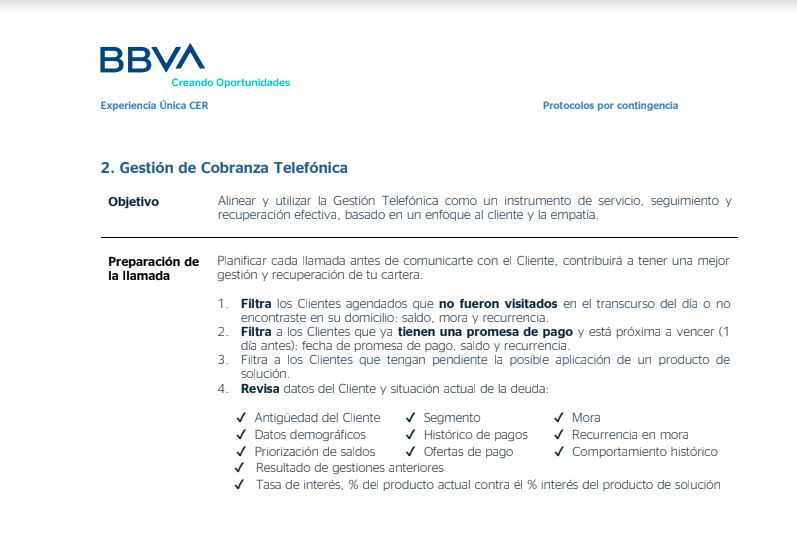 BBVA
Creando Oportunidades
Experiencia Única CER
Protocolos por contingencia
2. Gestión de Cobranza Telefónica
Objetivo
Alinear y utilizar la Gestión Telefónica como un instrumento de servicio, seguimiento y
recuperación efectiva, basado en un enfoque al cliente y la empatía.
Preparación de
la llamada
Planificar cada llamada antes de comunicarte con el Cliente, contribuirá a tener una mejor
gestión y recuperación de tu cartera.
1. Filtra los Clientes agendados que no fueron visitados en el transcurso del día o no
encontraste en su domicilio: saldo, mora y recurrencia.
2. Filtra a los Clientes que ya tienen una promesa de pago y está próxima a vencer (1
día antes): fecha de promesa de pago, saldo y recurrencia.
3. Filtra a los Clientes que tengan pendiente la posible aplicación de un producto de
solución.
4. Revisa datos del Cliente y situación actual de la deuda:
✓ Antigüedad del Cliente ✓ Segmento ✓ Mora
✓ Datos demográficos ✓ Histórico de pagos ✓ Recurrencia en mora
✓ Priorización de saldos ✓ Ofertas de pago ✓ Comportamiento histórico
✓ Resultado de gestiones anteriores
✓ Tasa de interés, % del producto actual contra él % interés del producto de solución